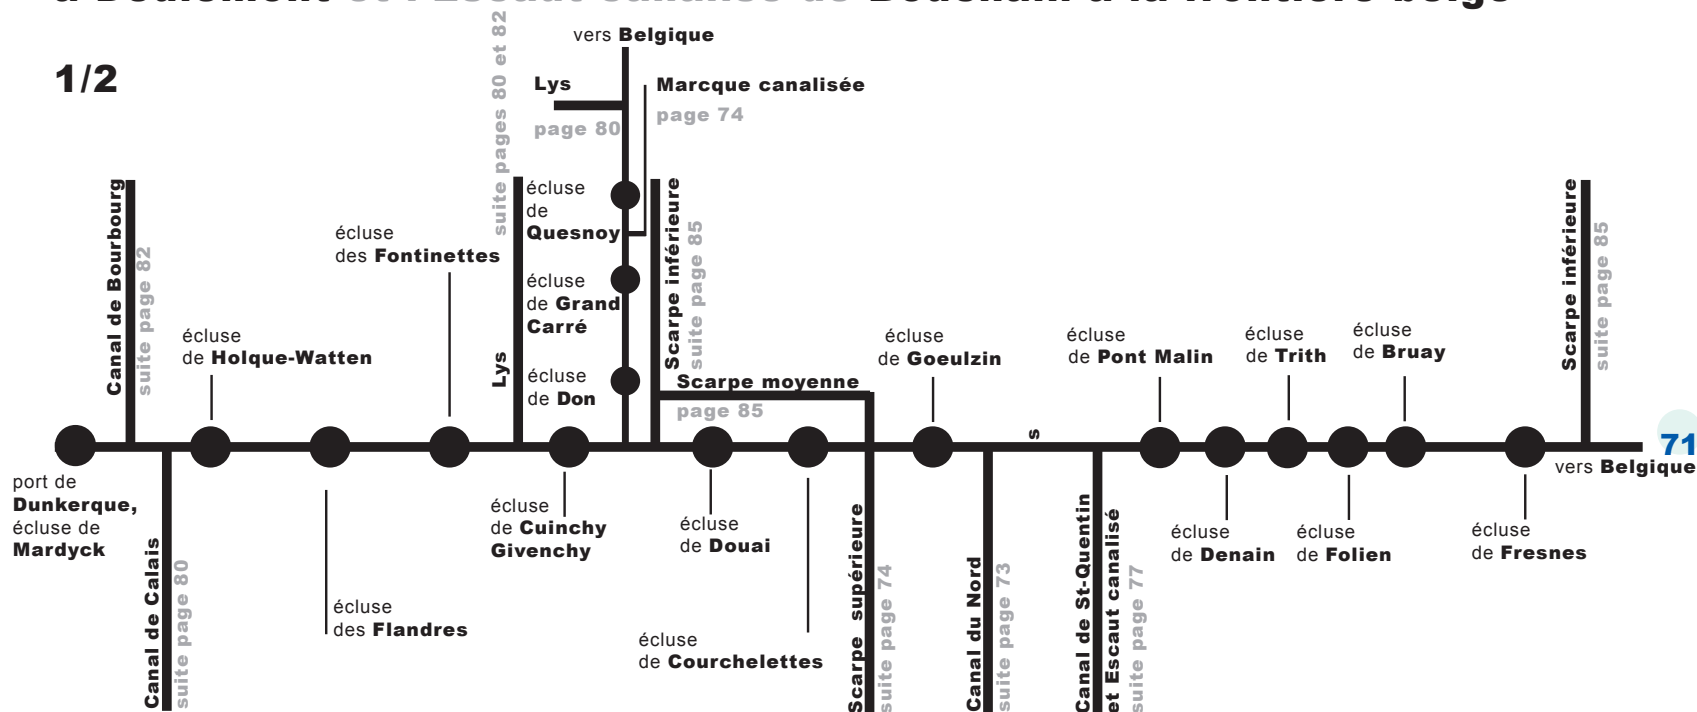 1/2
vers Belgique
Lys
page 80
Marcque canalisée
page 74
suite pages 80 et 82
Lys
écluse
de
Quesnoy
écluse
de Grand
Carré
écluse
de Don
Scarpe inférieure
suite page 85
Scarpe moyenne
page 85
Canal de Bourbourg
suite page 82
écluse
de Holque-Watten
écluse
des Fontinettes
écluse
de Goeulzin
s
écluse
de Pont Malin
écluse
de Trith
écluse
de Bruay
Scarpe inférieure
suite page 85
71
vers Belgique
port de
Dunkerque,
écluse de
Mardyck
Canal de Calais
suite page 80
écluse
des Flandres
écluse
de Cuinchy
Givenchy
écluse
de Douai
écluse
de Courchelettes
Scarpe supérieure
suite page 74
Canal du Nord
suite page 73
Canal de St-Quentin
et Escaut canalisé
suite page 77
écluse
de Denain
écluse
de Folien
écluse
de Fresnes